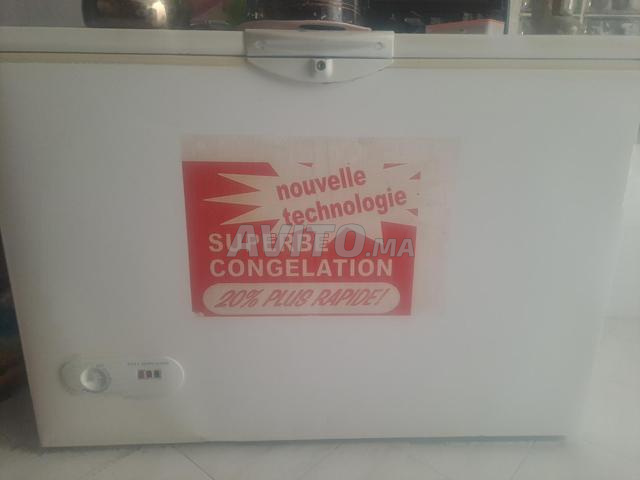 nouvelle
technologie
AVITO.MA
SUPERBE
CONGELATION
20% PLUS RAPIDE!